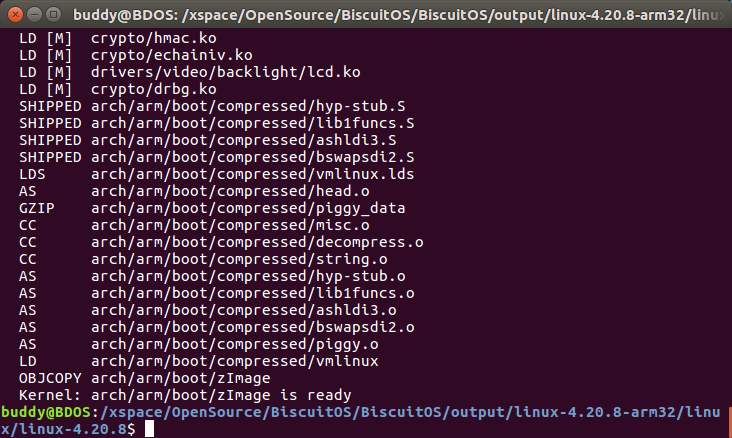 buddy@BDOS: /xspace/OpenSource/BiscuitOS/BiscuitOS/output/linux-4.20.8-arm32/linux
LD [M]  crypto/hmac.ko
LD [M]  crypto/echainiv.ko
LD [M]  drivers/video/backlight/lcd.ko
LD [M]  crypto/drbg.ko
SHIPPED arch/arm/boot/compressed/hyp-stub.S
SHIPPED arch/arm/boot/compressed/lib1funcs.S
SHIPPED arch/arm/boot/compressed/ashldi3.S
SHIPPED arch/arm/boot/compressed/bswapsdi2.S
LDS     arch/arm/boot/compressed/vmlinux.lds
AS      arch/arm/boot/compressed/head.o
GZIP    arch/arm/boot/compressed/piggy_data
CC      arch/arm/boot/compressed/misc.o
CC      arch/arm/boot/compressed/decompress.o
CC      arch/arm/boot/compressed/string.o
AS      arch/arm/boot/compressed/hyp-stub.o
AS      arch/arm/boot/compressed/lib1funcs.o
AS      arch/arm/boot/compressed/ashldi3.o
AS      arch/arm/boot/compressed/bswapsdi2.o
AS      arch/arm/boot/compressed/piggy.o
LD      arch/arm/boot/compressed/vmlinux
OBJCOPY arch/arm/boot/zImage
Kernel: arch/arm/boot/zImage is ready
buddy@BDOS:/xspace/OpenSource/BiscuitOS/BiscuitOS/output/linux-4.20.8-arm32/linu
x/linux-4.20.8$